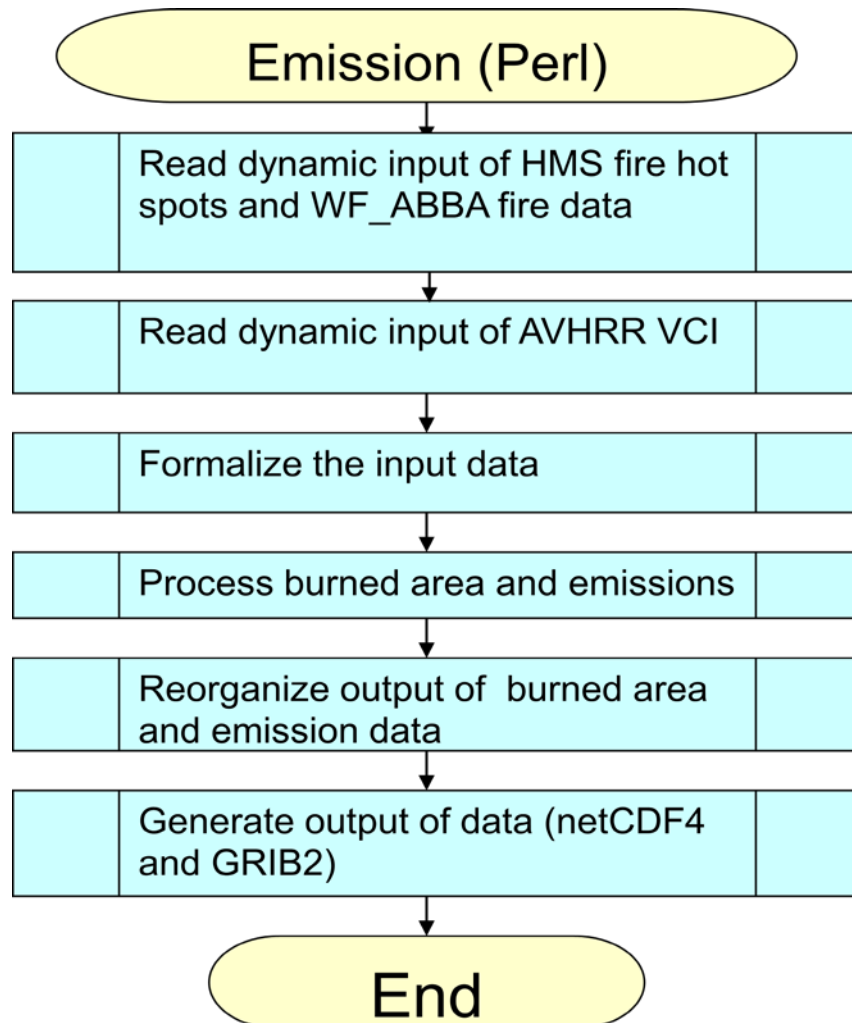 Emission (Perl)
Read dynamic input of HMS fire hot
spots and WF_ABBA fire data
Read dynamic input of AVHRR VCI
Formalize the input data
Process burned area and emissions
Reorganize output of  burned area
and emission data
Generate output of data (netCDF4
and GRIB2)
End